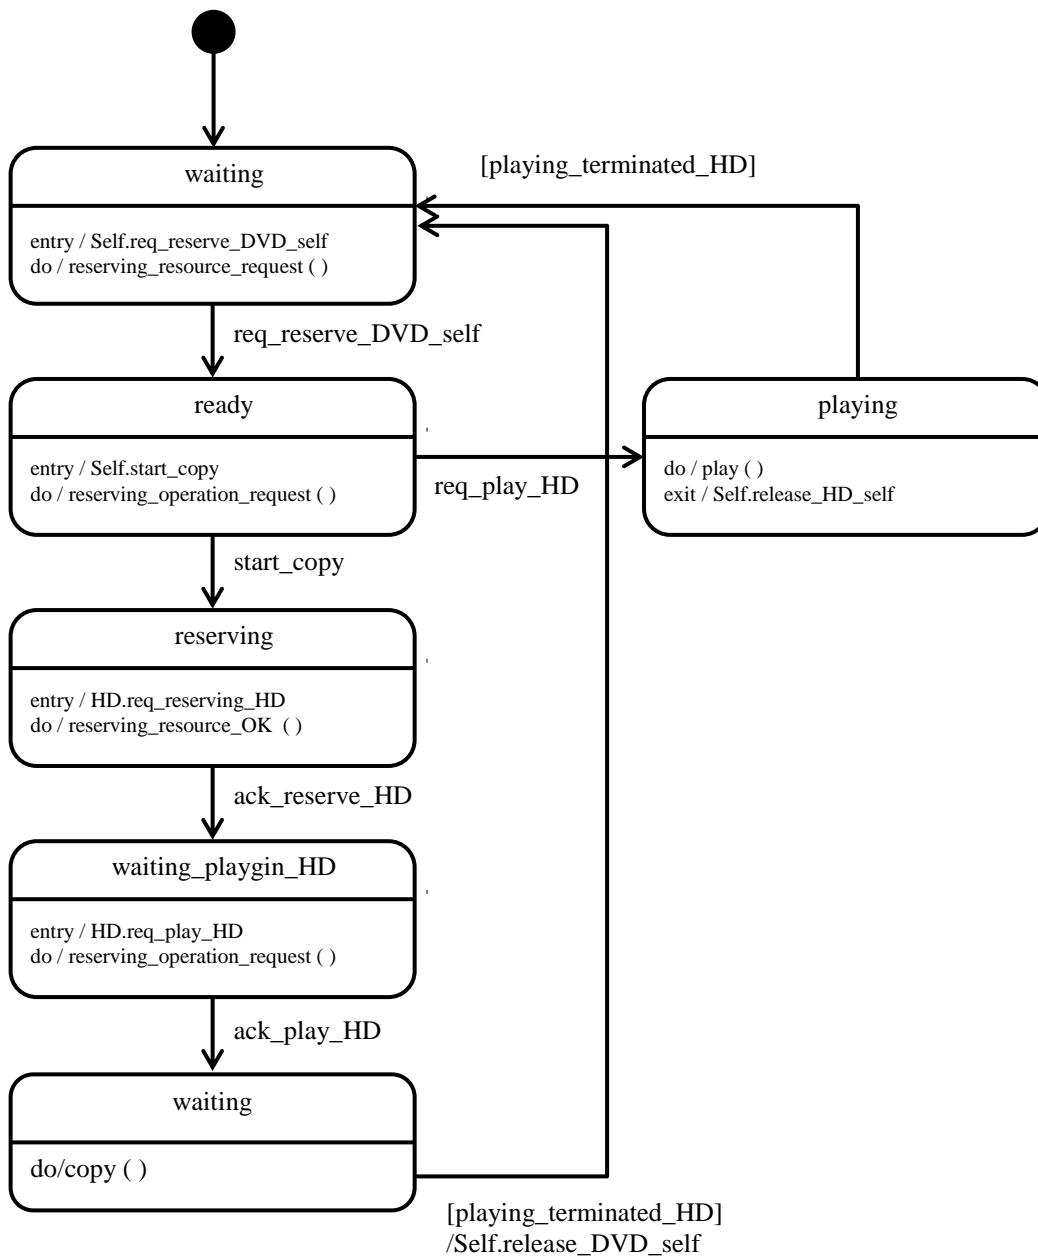 waiting
[playing_terminated_HD]
entry / Self.req_reserve_DVD_self
do / reserving_resource_request ( )
req_reserve_DVD_self
ready
playing
entry / Self.start_copy
do / reserving_operation_request ( )
req_play_HD
do / play ( )
exit / Self.release_HD_self
start_copy
reserving
entry / HD.req_reserving_HD
do / reserving_resource_OK ( )
ack_reserve_HD
waiting_playgin_HD
entry / HD.req_play_HD
do / reserving_operation_request ( )
ack_play_HD
waiting
do/copy ( )
[playing_terminated_HD]
/Self.release_DVD_self